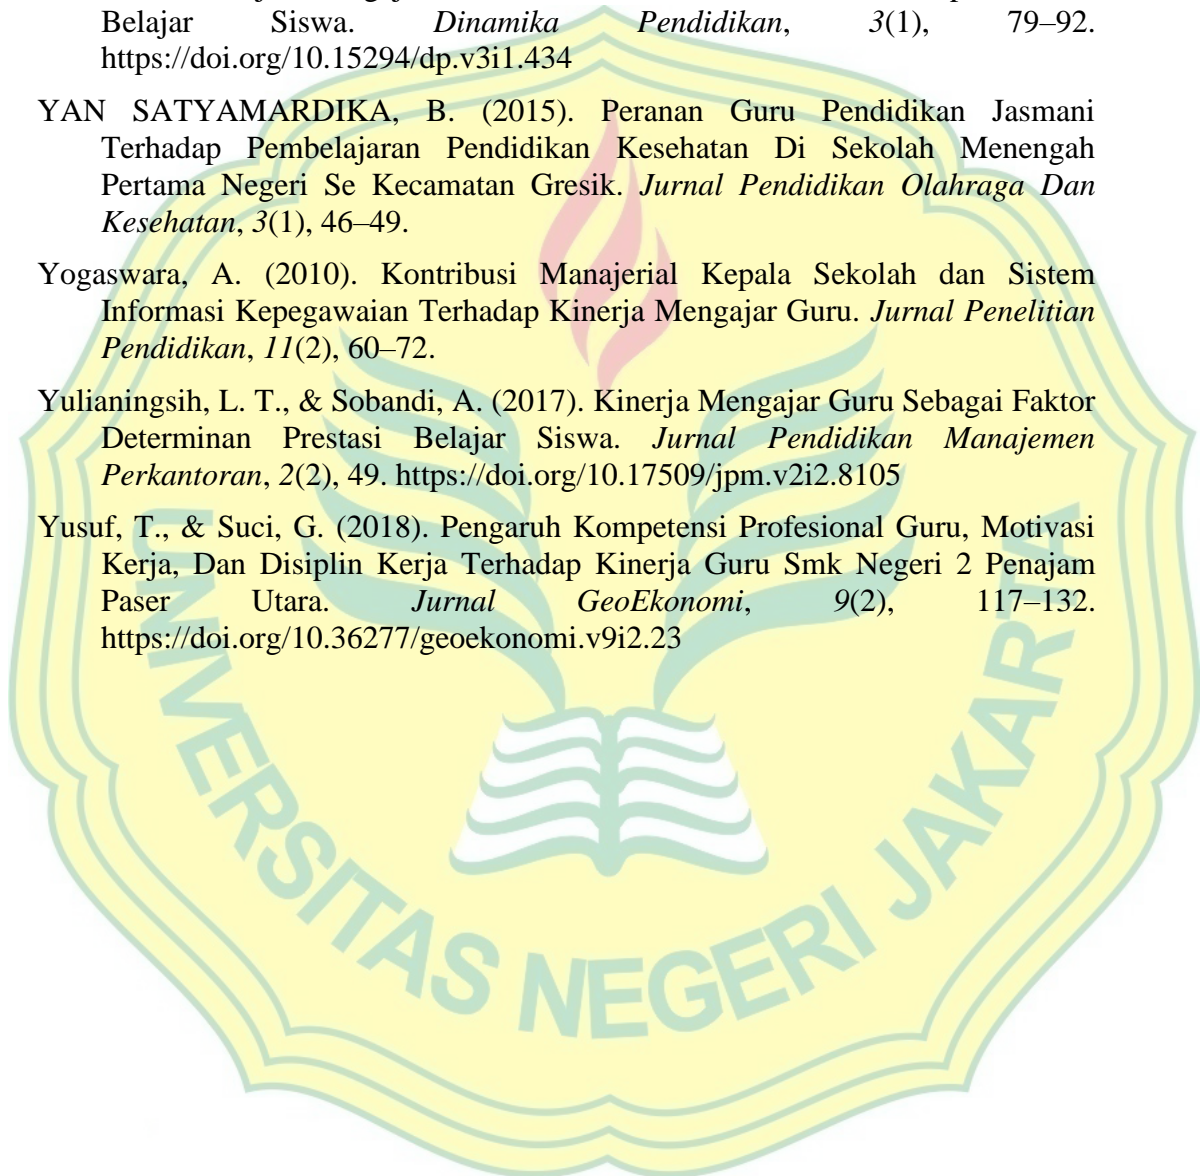 Belajar Siswa. Dinamika Pendidikan, 3(1), 79–92.
https://doi.org/10.15294/dp.v3i1.434
YAN SATYAMARDIKA, B. (2015). Peranan Guru Pendidikan Jasmani
Terhadap Pembelajaran Pendidikan Kesehatan Di Sekolah Menengah
Pertama Negeri Se Kecamatan Gresik. Jurnal Pendidikan Olahraga Dan
Kesehatan, 3(1), 46–49.
Yogaswara, A. (2010). Kontribusi Manajerial Kepala Sekolah dan Sistem
Informasi Kepegawaian Terhadap Kinerja Mengajar Guru. Jurnal Penelitian
Pendidikan, 11(2), 60–72.
Yulianingsih, L. T., & Sobandi, A. (2017). Kinerja Mengajar Guru Sebagai Faktor
Determinan Prestasi Belajar Siswa. Jurnal Pendidikan Manajemen
Perkantoran, 2(2), 49. https://doi.org/10.17509/jpm.v2i2.8105
Yusuf, T., & Suci, G. (2018). Pengaruh Kompetensi Profesional Guru, Motivasi
Kerja, Dan Disiplin Kerja Terhadap Kinerja Guru Smk Negeri 2 Penajam
Paser Utara. Jurnal GeoEkonomi, 9(2), 117–132.
https://doi.org/10.36277/geoekonomi.v9i2.23
UNIVERSITAS NEGERI JAKARTA